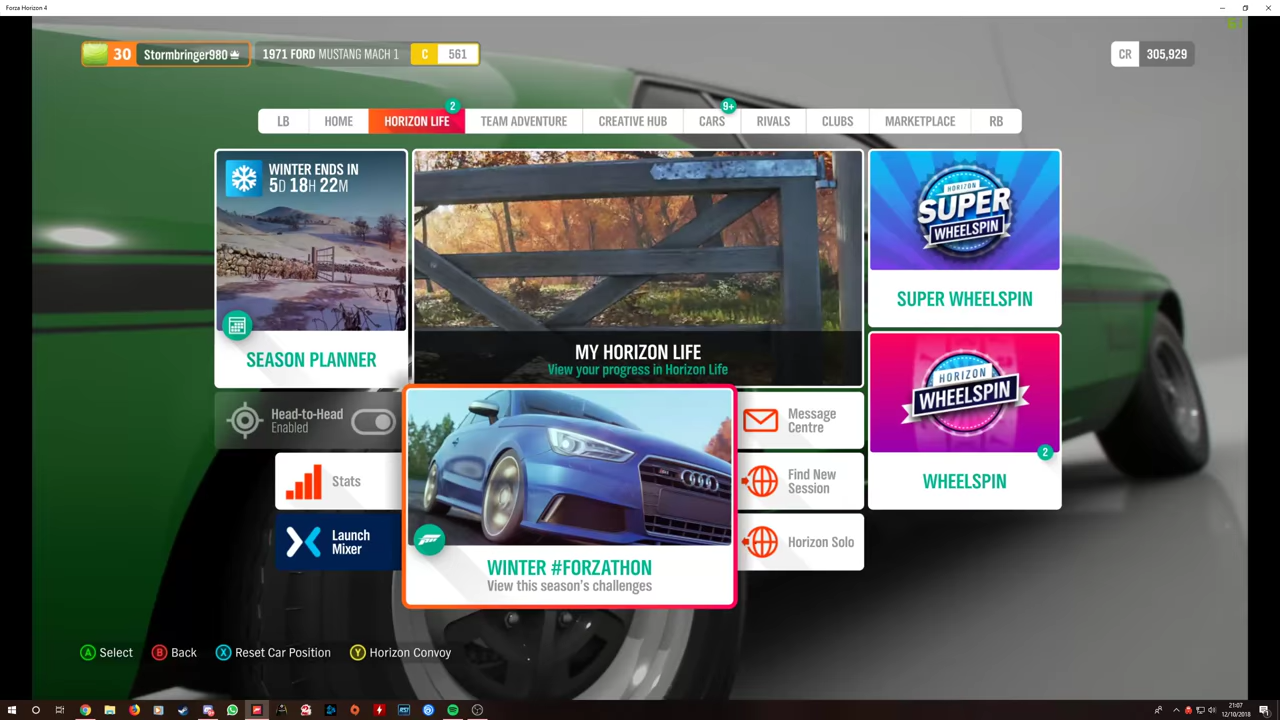 Forza Horizon 4
30 Stormbringer980
1971 FORD MUSTANG MACH 1
C 561
CR 305,929
LB
HOME
HORIZON LIFE
2
TEAM ADVENTURE
CREATIVE HUB
CARS
9+
RIVALS
CLUBS
MARKETPLACE
RB
WINTER ENDS IN
5D 18H 22M
SEASON PLANNER
MY HORIZON LIFE
View your progress in Horizon Life
HORIZON
SUPER
WHEELSPIN
SUPER WHEELSPIN
HORIZON
WHEELSPIN
2
WHEELSPIN
Head-to-Head
Enabled
Stats
Launch
Mixer
WINTER #FORZATHON
View this season's challenges
Message
Centre
Find New
Session
Horizon Solo
A Select
B Back
X Reset Car Position
Y Horizon Convoy
21:07
12/10/2018